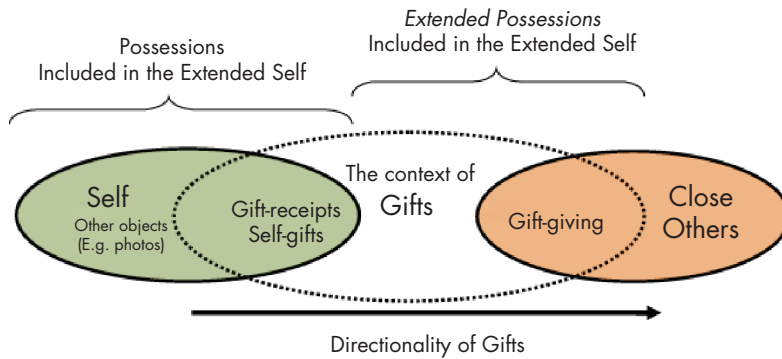 Possessions
Included in the Extended Self
Extended Possessions
Included in the Extended Self
Self
Other objects
(E.g. photos)
Gift-receipts
Self-gifts
The context of
Gifts
Gift-giving
Close
Others
Directionality of Gifts